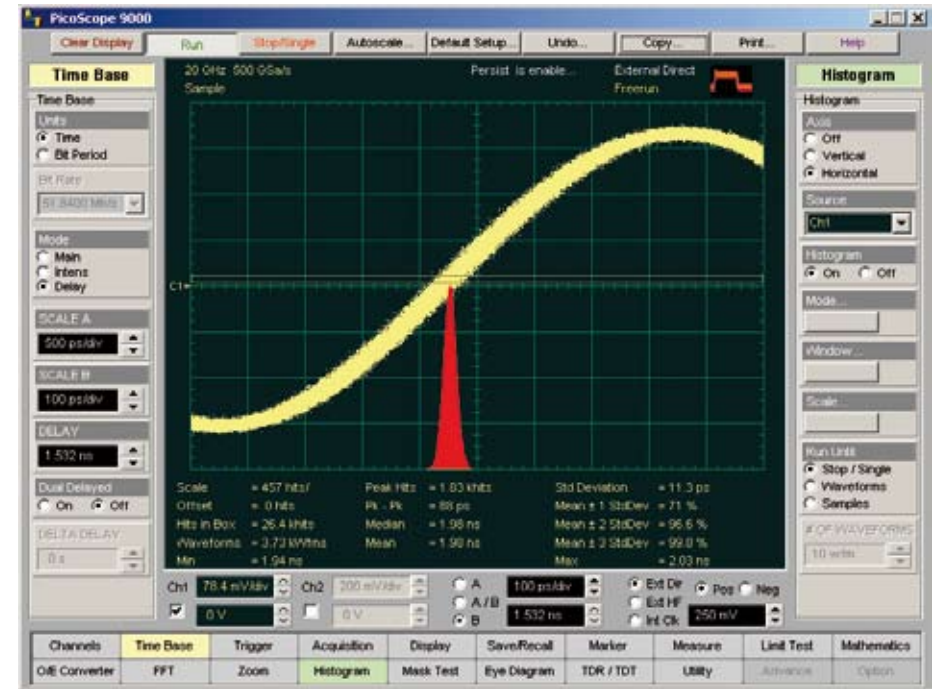 PicoScope 9000
Clear Display Run Stop/Single Autoscale... Default Setup... Undo... Copy... Print... Help
Time Base
Time Base
Units
Time
Bit Period
Bit Rate
51.8400 Mb/s
Mode
Main
Intens
Delay
SCALE A
500 ps/div
SCALE B
100 ps/div
DELAY
1.532 ns
Dual Delayed
On Off
DELTA DELAY
0 s
20 GHz 500 GSa/s Persist is enable... External Direct
Sample Freerun
C1
Scale = 457 hits/ Peak Hits = 1.83 khits Std Deviation = 11.3 ps
Offset = 0 hits Pk - Pk = 88 ps Mean ± 1 StdDev = 71 %
Hits in Box = 26.4 khits Median = 1.98 ns Mean ± 2 StdDev = 96.6 %
Waveforms = 3.73 kWfms Mean = 1.98 ns Mean ± 3 StdDev = 99.0 %
Min = 1.94 ns Max = 2.03 ns
Histogram
Histogram
Axis
Off
Vertical
Horizontal
Source
Ch1
Histogram
On Off
Mode...
Window...
Scale...
Run Until
Stop / Single
Waveforms
Samples
# OF WAVEFORMS
10 wfms
Ch1 78.4 mV/div Ch2 200 mV/div A 100 ps/div Ext Dir Pos Neg
A / B Ext HF
0 V 0 V B 1.532 ns Int Clk 250 mV
Channels Time Base Trigger Acquisition Display Save/Recall Marker Measure Limit Test Mathematics
O/E Converter FFT Zoom Histogram Mask Test Eye Diagram TDR / TDT Utility Advance Option